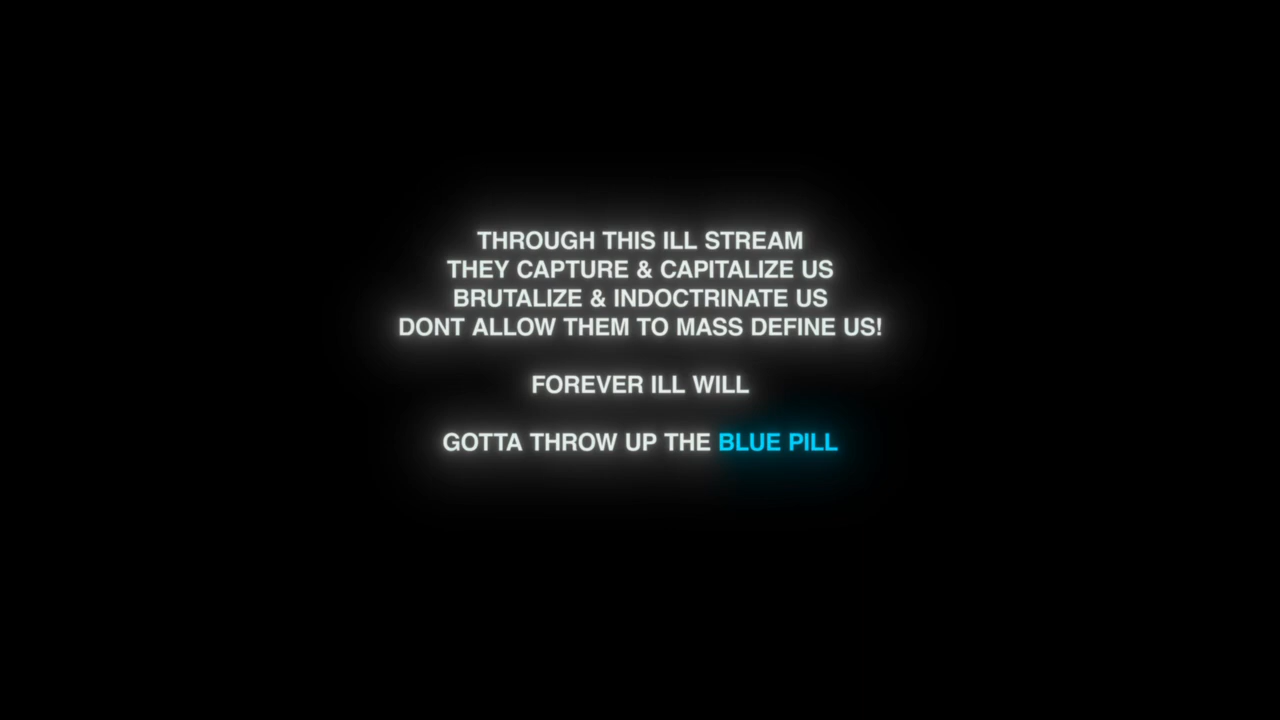 THROUGH THIS ILL STREAM
THEY CAPTURE & CAPITALIZE US
BRUTALIZE & INDOCTRINATE US
DONT ALLOW THEM TO MASS DEFINE US!
FOREVER ILL WILL
GOTTA THROW UP THE BLUE PILL